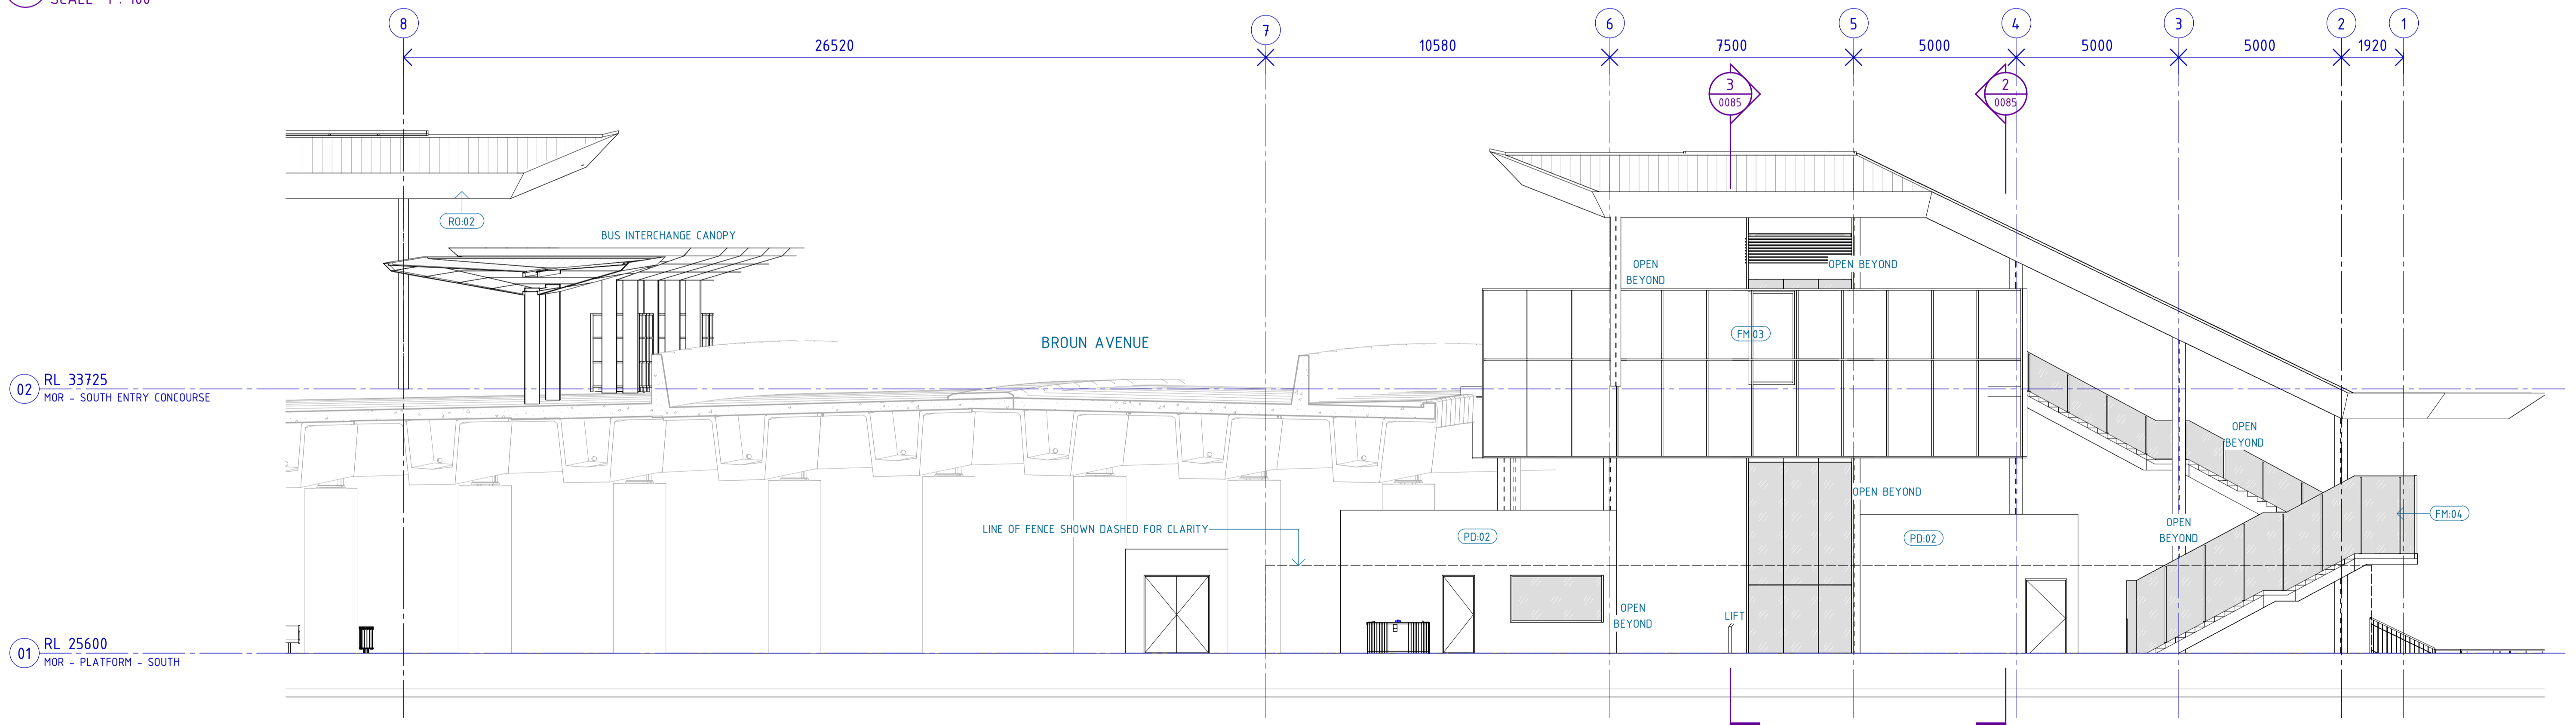 SCALE 1 : 100
8
7
6
5
4
3
2
1
26520
10580
7500
5000
5000
5000
1920
3
0085
2
0085
RO:02
BUS INTERCHANGE CANOPY
OPEN
BEYOND
OPEN BEYOND
FM:03
BROUN AVENUE
02
RL 33725
MOR - SOUTH ENTRY CONCOURSE
OPEN
BEYOND
OPEN BEYOND
LINE OF FENCE SHOWN DASHED FOR CLARITY
PD:02
PD:02
OPEN
BEYOND
FM:04
OPEN
BEYOND
LIFT
01
RL 25600
MOR - PLATFORM - SOUTH